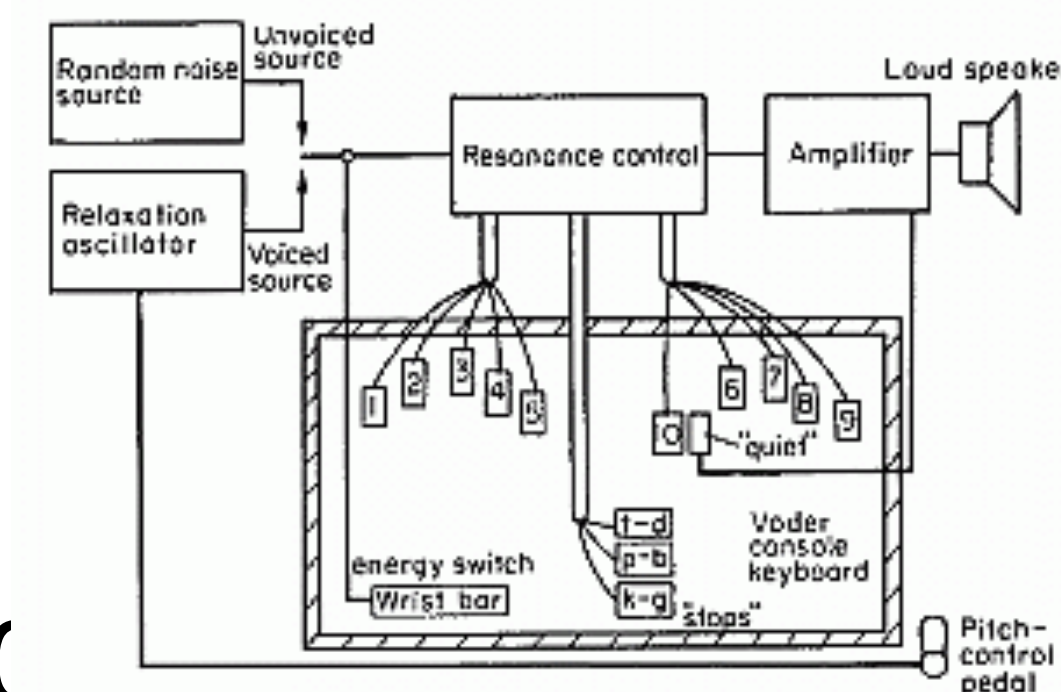 Random noise
source
Unvoiced
source
Relaxation
oscillator
Voiced
source
Resonance control
Amplifier
Loud speake
1
2
3
4
5
10
6
7
8
9
"quiet"
t-d
p-b
k-g
"stops"
energy switch
Wrist bar
Voder
console
keyboard
Pitch-
control
pedal